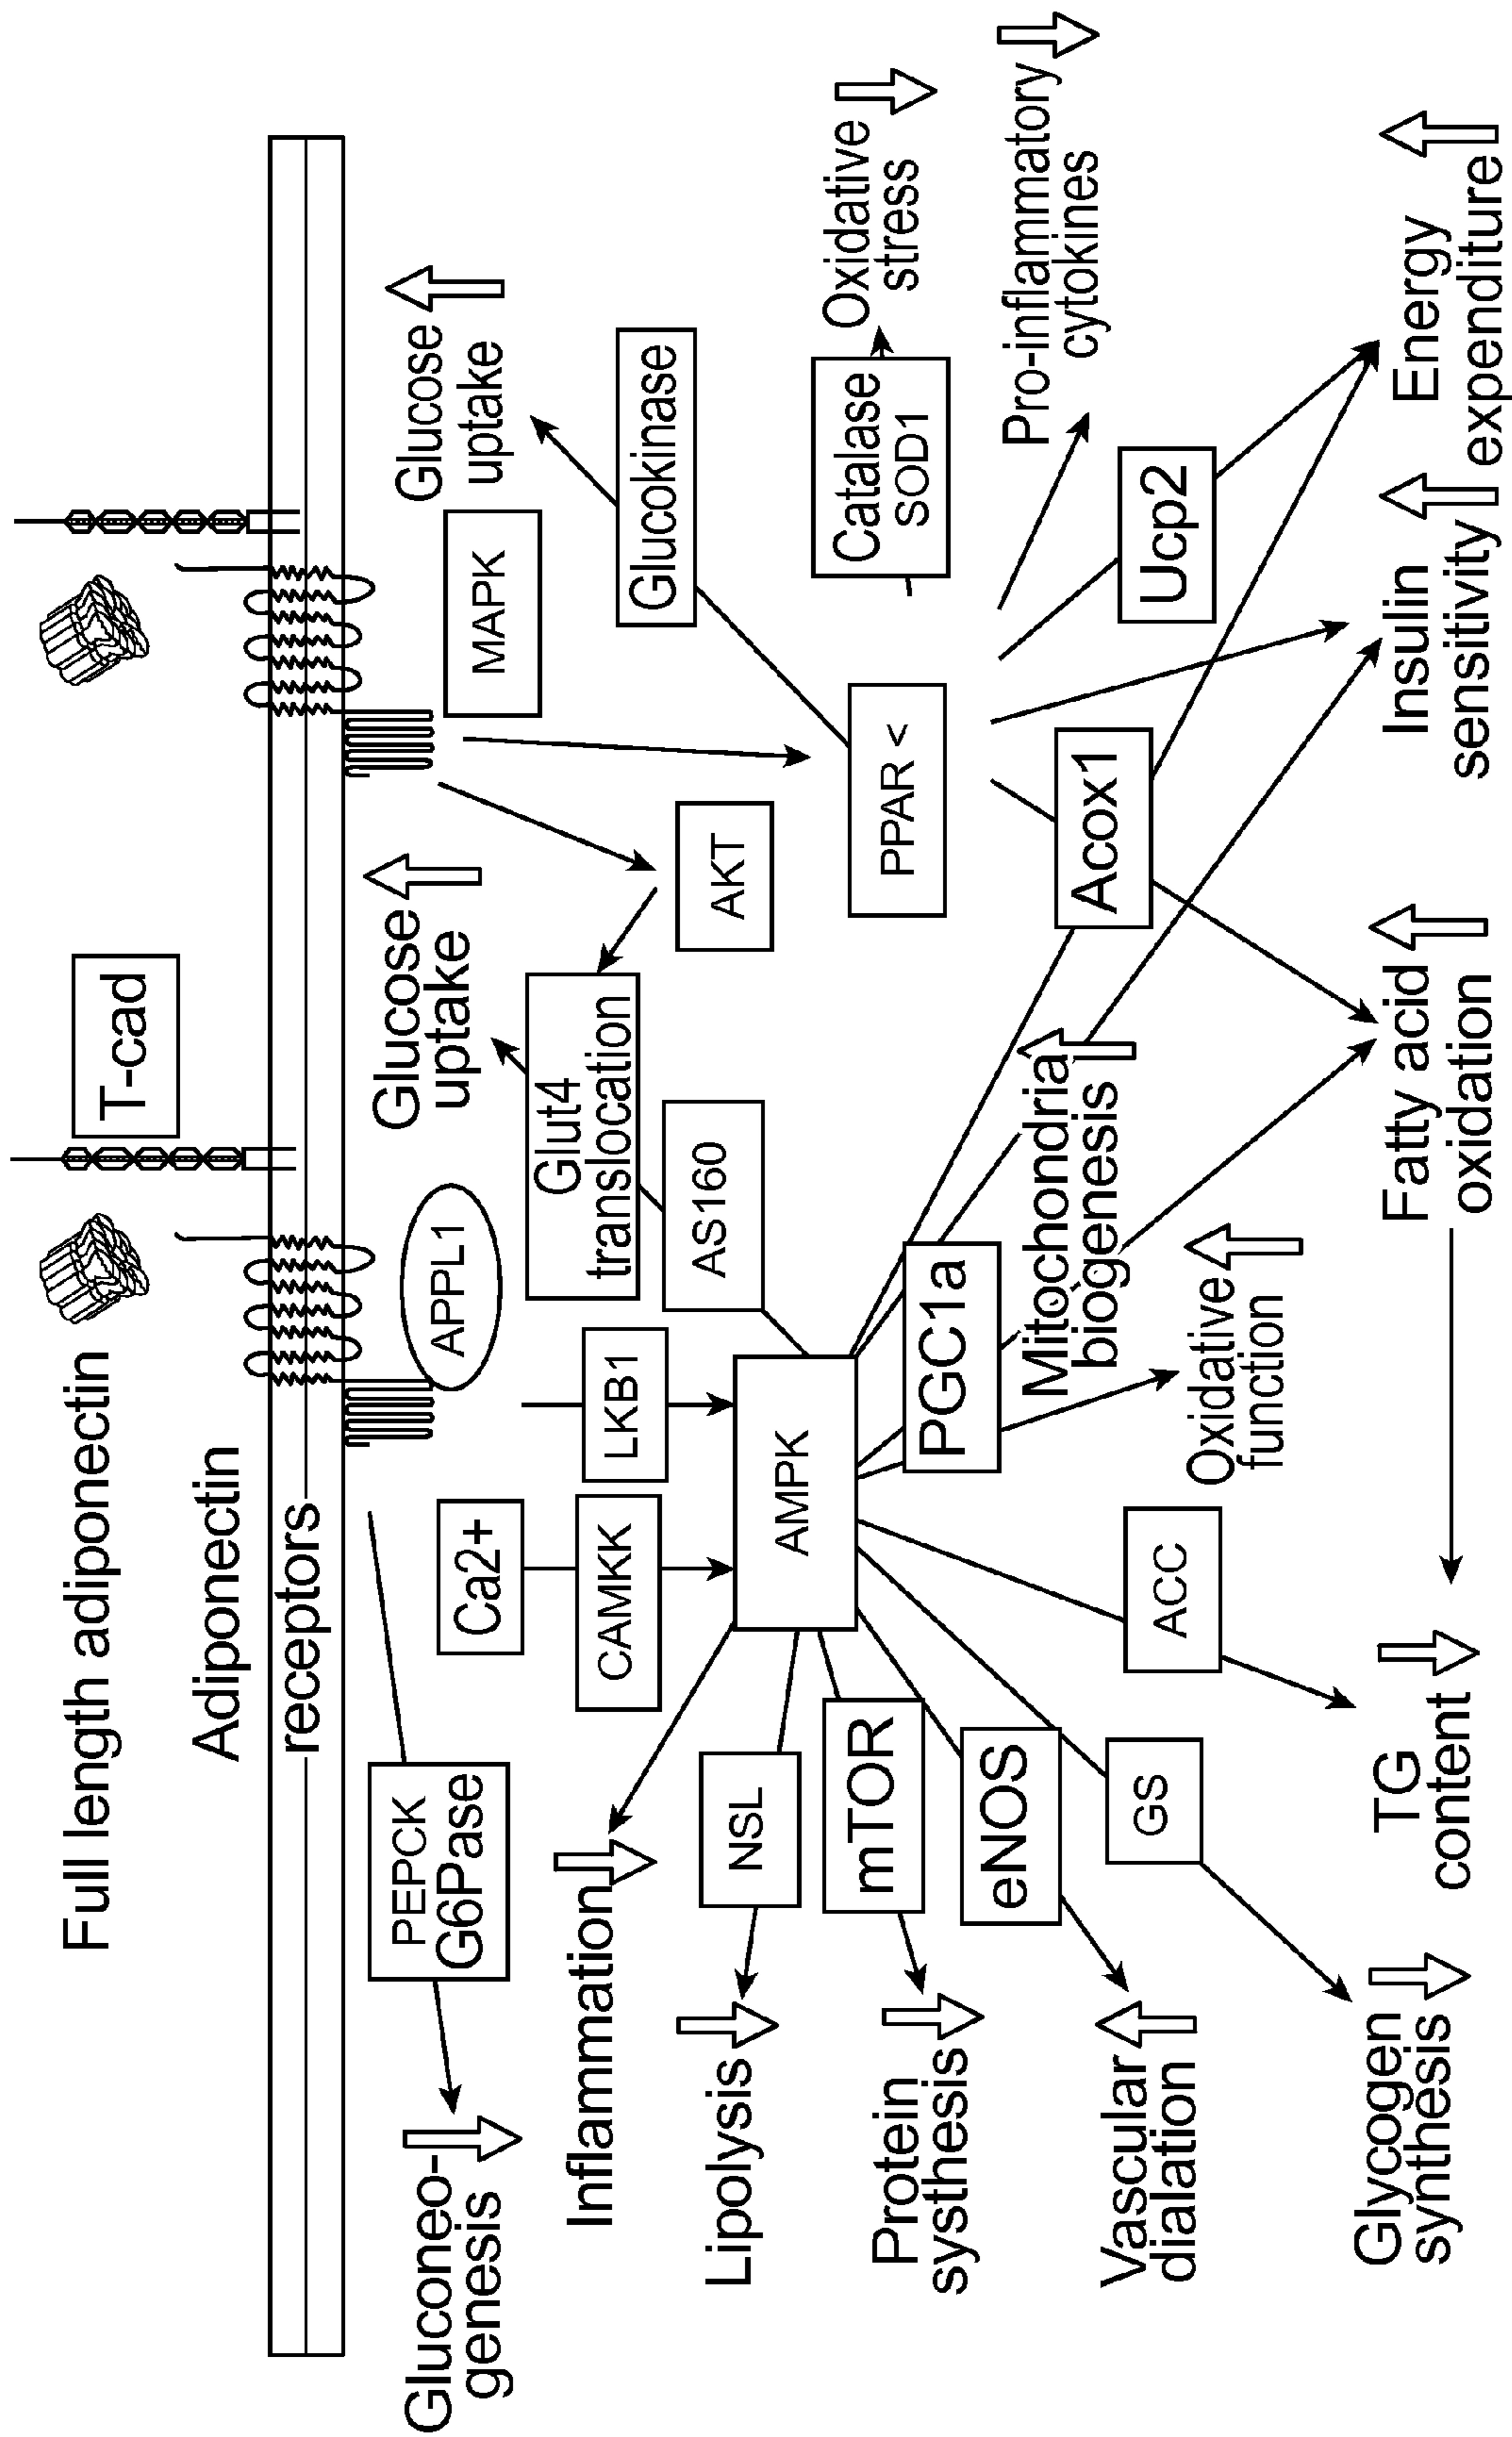 Full length adiponectin
T-cad
Adiponectin
receptors
Glucose
uptake
Glucose
uptake
APPL1
MAPK
PEPCK
G6Pase
Ca2+
CAMKK
LKB1
Glut4
translocation
Glucokinase
AS160
AKT
Gluconeo-
genesis
Inflammation
NSL
Lipolysis
AMPK
PPAR <
Catalase
SOD1
Oxidative
stress
mTOR
Protein
systhesis
PGC1a
eNOS
Mitochondria
biogenesis
Pro-inflammatory
cytokines
Acox1
Ucp2
Vascular
dialation
GS
ACC
Oxidative
function
Glycogen
synthesis
TG
content
Fatty acid
oxidation
Insulin
sensitivity
Energy
expenditure